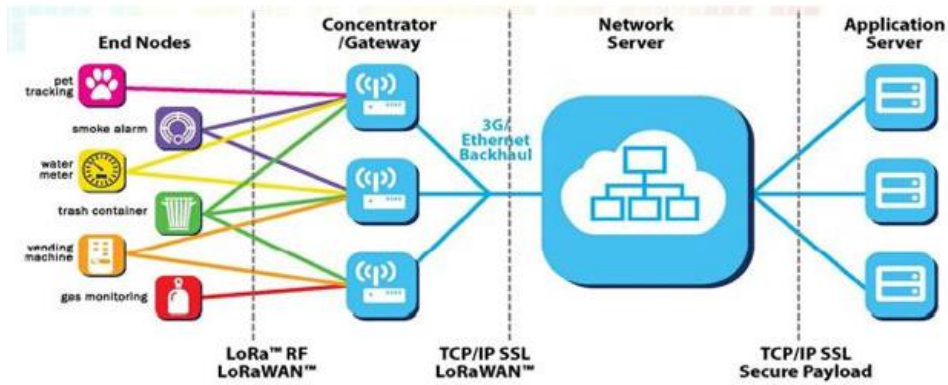 End Nodes
Concentrator
/Gateway
Network
Server
Application
Server
pet
tracking
smoke alarm
water
meter
trash container
vending
machine
gas monitoring
3G/
Ethernet
Backhaul
LoRa™ RF
LoRaWAN™
TCP/IP SSL
LoRaWAN™
TCP/IP SSL
Secure Payload